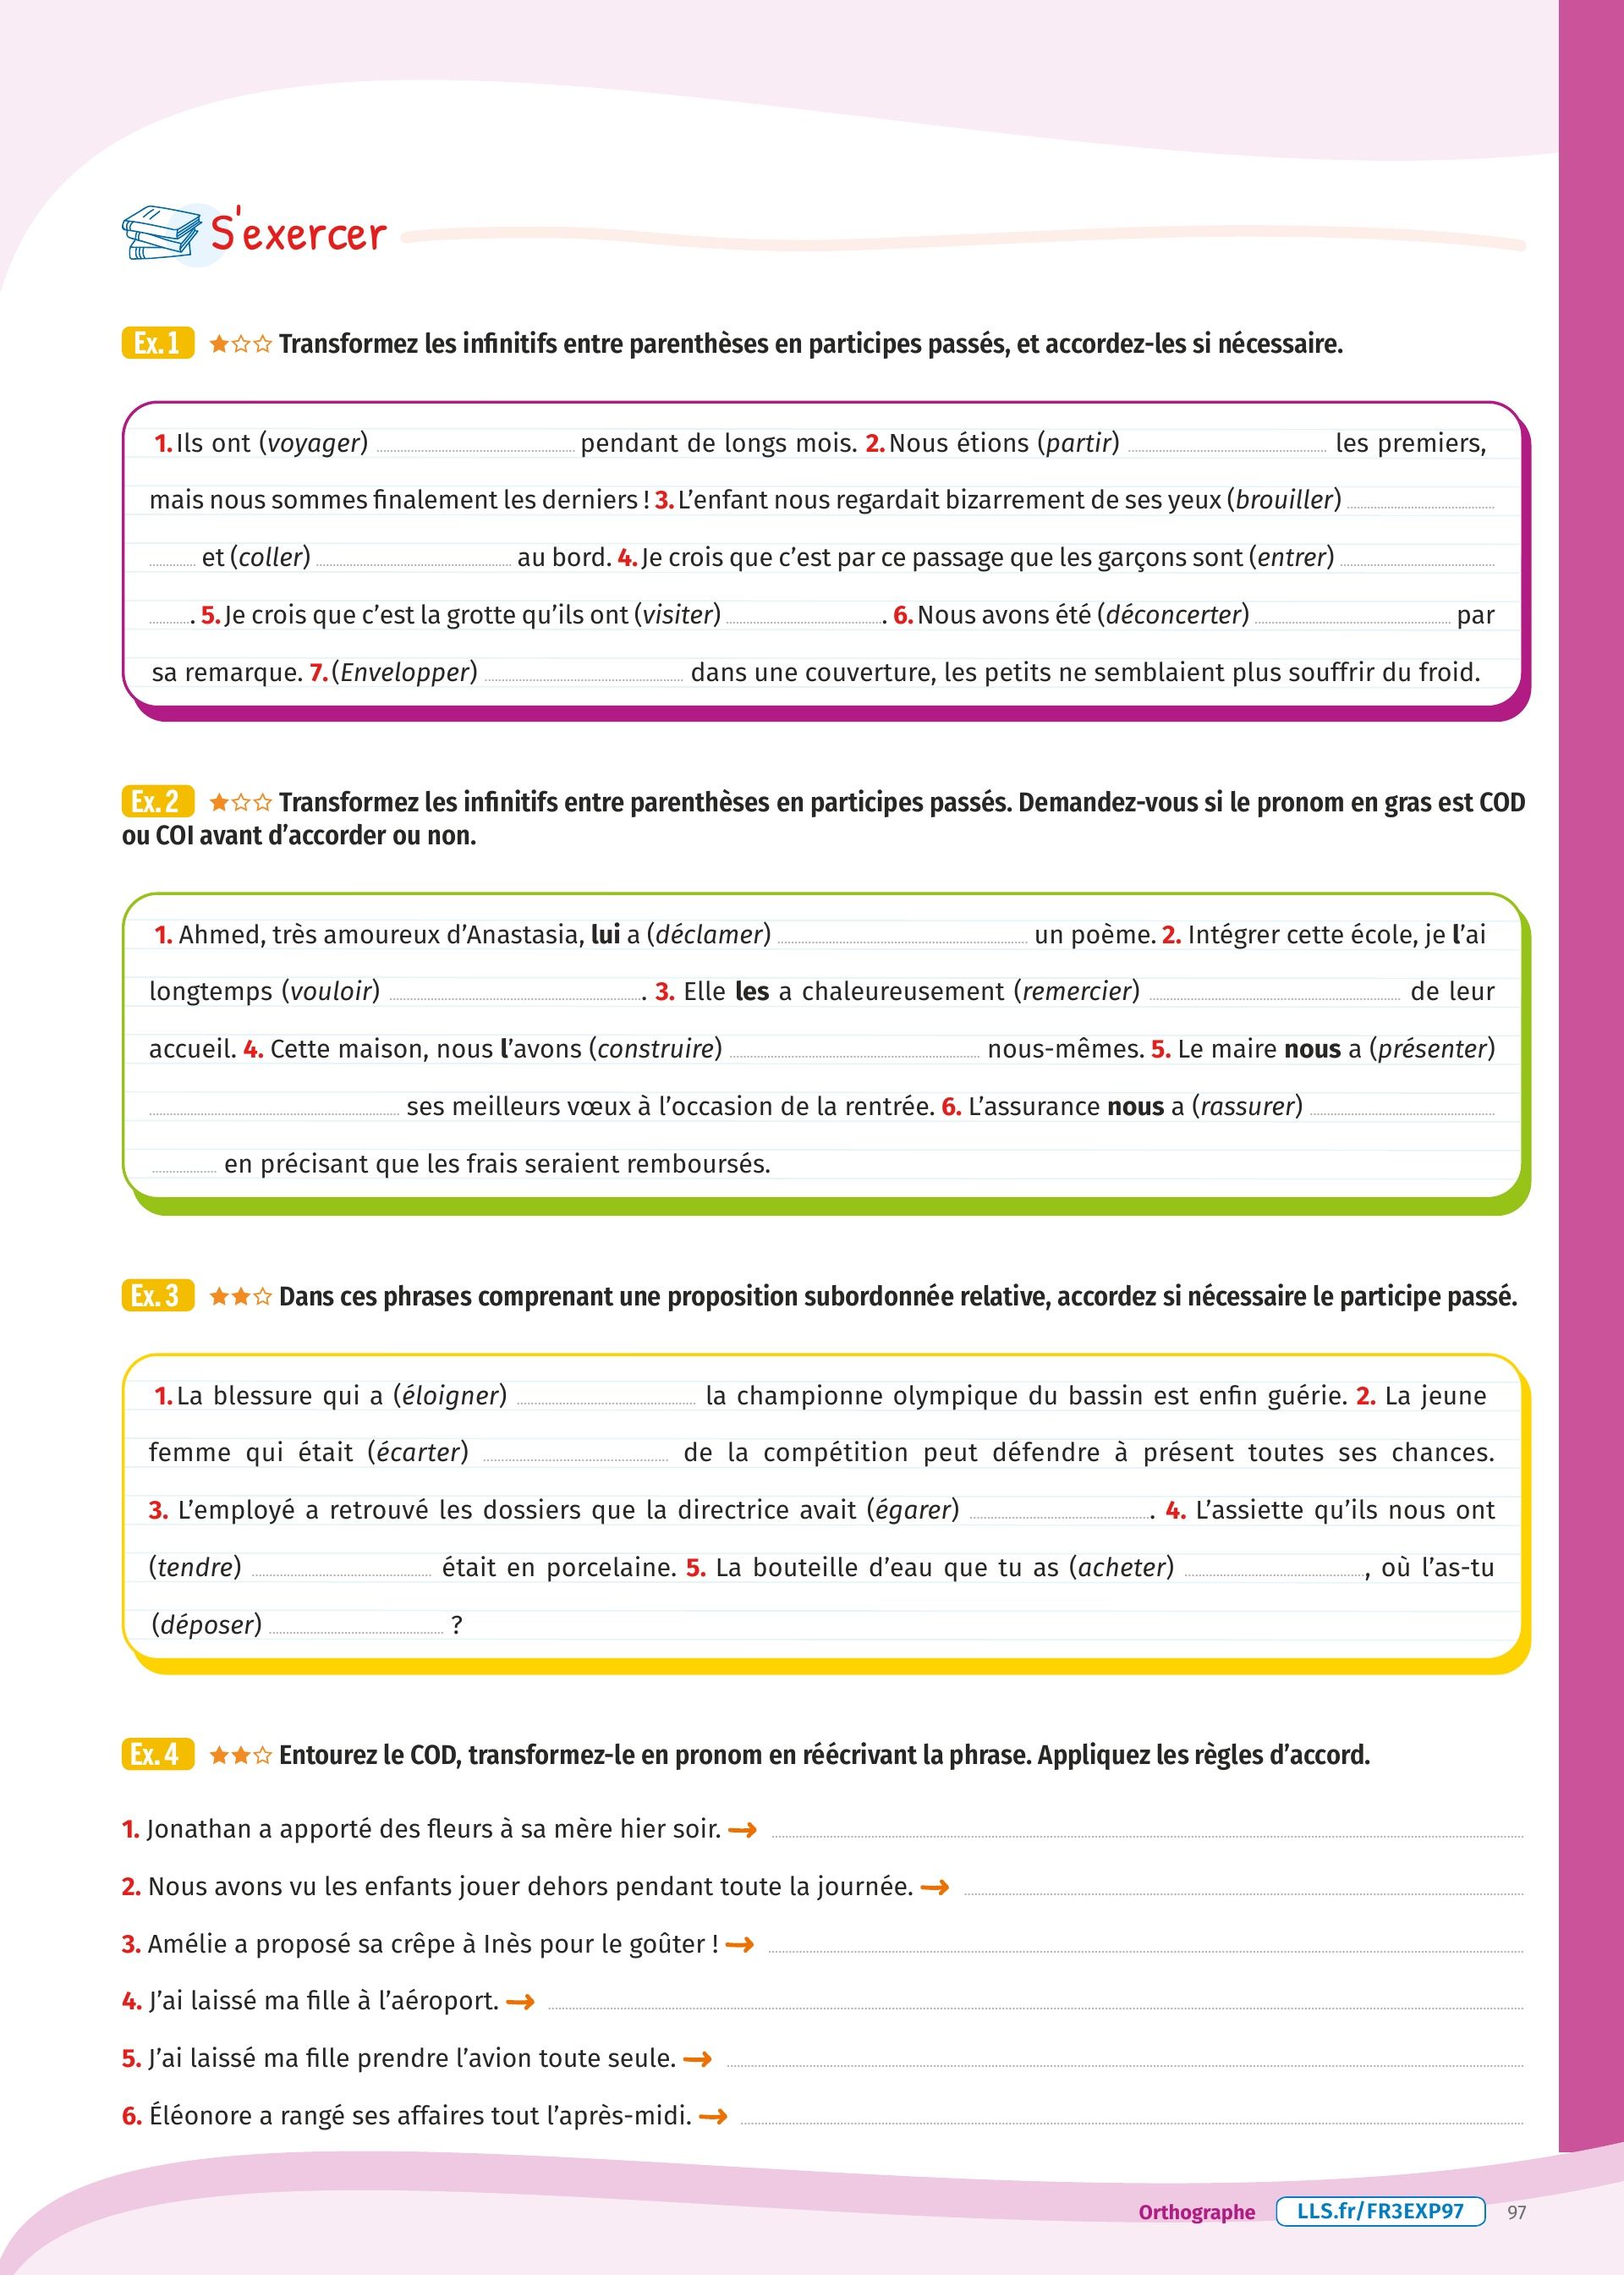 S'exercer
Ex. 1 ★☆☆ Transformez les infinitifs entre parenthèses en participes passés, et accordez-les si nécessaire.
1. Ils ont (voyager) .................... pendant de longs mois. 2. Nous étions (partir) .................... les premiers,
mais nous sommes finalement les derniers ! 3. L’enfant nous regardait bizarrement de ses yeux (brouiller) ....................
.......... et (coller) .................... au bord. 4. Je crois que c’est par ce passage que les garçons sont (entrer) ....................
.......... . 5. Je crois que c’est la grotte qu’ils ont (visiter) .................... . 6. Nous avons été (déconcerter) .................... par
sa remarque. 7. (Envelopper) .................... dans une couverture, les petits ne semblaient plus souffrir du froid.
Ex. 2 ★☆☆ Transformez les infinitifs entre parenthèses en participes passés. Demandez-vous si le pronom en gras est COD
ou COI avant d’accorder ou non.
1. Ahmed, très amoureux d’Anastasia, lui a (déclamer) .................... un poème. 2. Intégrer cette école, je l’ai
longtemps (vouloir) .................... . 3. Elle les a chaleureusement (remercier) .................... de leur
accueil. 4. Cette maison, nous l’avons (construire) .................... nous-mêmes. 5. Le maire nous a (présenter)
.................... ses meilleurs vœux à l’occasion de la rentrée. 6. L’assurance nous a (rassurer) ....................
.......... en précisant que les frais seraient remboursés.
Ex. 3 ★★☆ Dans ces phrases comprenant une proposition subordonnée relative, accordez si nécessaire le participe passé.
1. La blessure qui a (éloigner) .................... la championne olympique du bassin est enfin guérie. 2. La jeune
femme qui était (écarter) .................... de la compétition peut défendre à présent toutes ses chances.
3. L’employé a retrouvé les dossiers que la directrice avait (égarer) .................... . 4. L’assiette qu’ils nous ont
(tendre) .................... était en porcelaine. 5. La bouteille d’eau que tu as (acheter) ...................., où l’as-tu
(déposer) .................... ?
Ex. 4 ★★☆ Entourez le COD, transformez-le en pronom en réécrivant la phrase. Appliquez les règles d’accord.
1. Jonathan a apporté des fleurs à sa mère hier soir. → ....................
2. Nous avons vu les enfants jouer dehors pendant toute la journée. → ....................
3. Amélie a proposé sa crêpe à Inès pour le goûter ! → ....................
4. J’ai laissé ma fille à l’aéroport. → ....................
5. J’ai laissé ma fille prendre l’avion toute seule. → ....................
6. Éléonore a rangé ses affaires tout l’après-midi. → ....................
Orthographe LLS.fr/FR3EXP97 97